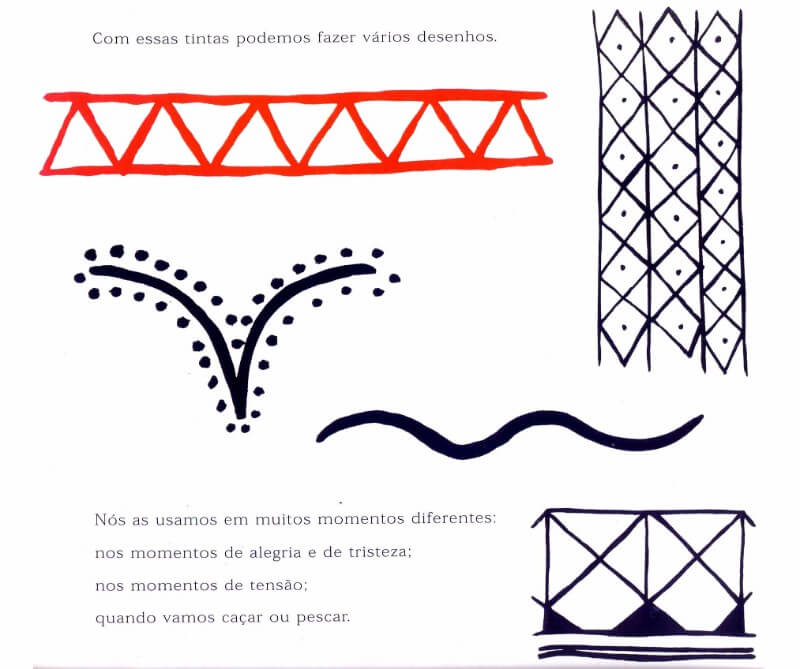 Com essas tintas podemos fazer vários desenhos.
Nós as usamos em muitos momentos diferentes:
nos momentos de alegria e de tristeza;
nos momentos de tensão;
quando vamos caçar ou pescar.